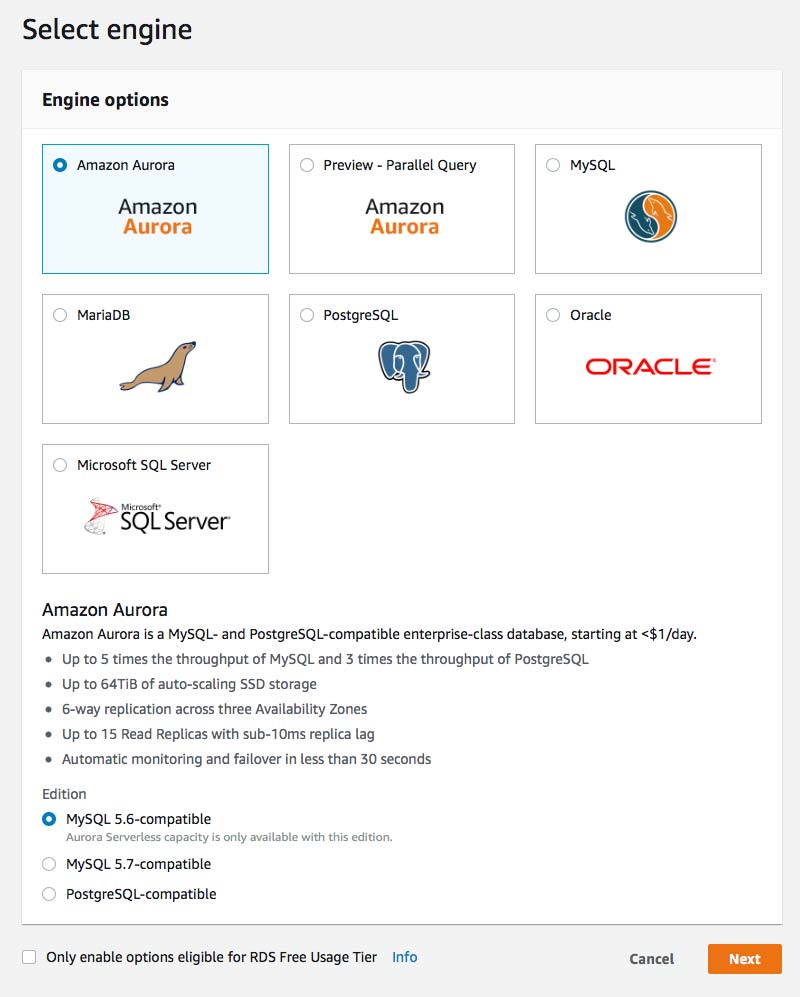 Select engine
Engine options
Amazon Aurora
Preview - Parallel Query
MySQL
Amazon
Aurora
Amazon
Aurora
MariaDB
PostgreSQL
Oracle
ORACLE®
Microsoft SQL Server
Microsoft®
SQL Server®
Amazon Aurora
Amazon Aurora is a MySQL- and PostgreSQL-compatible enterprise-class database, starting at <$1/day.
• Up to 5 times the throughput of MySQL and 3 times the throughput of PostgreSQL
• Up to 64TiB of auto-scaling SSD storage
• 6-way replication across three Availability Zones
• Up to 15 Read Replicas with sub-10ms replica lag
• Automatic monitoring and failover in less than 30 seconds
Edition
MySQL 5.6-compatible
Aurora Serverless capacity is only available with this edition.
MySQL 5.7-compatible
PostgreSQL-compatible
Only enable options eligible for RDS Free Usage Tier Info
Cancel
Next